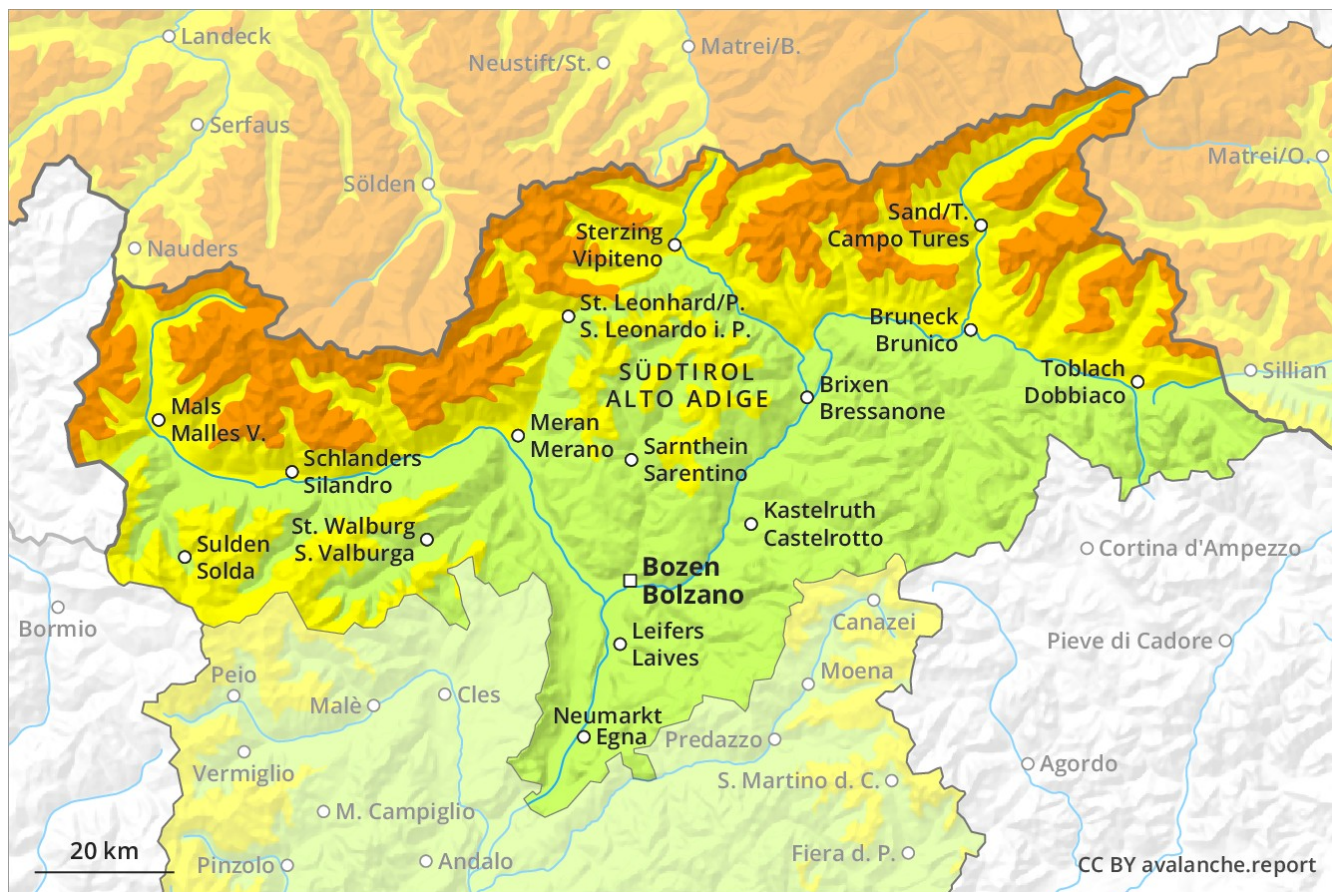 Landeck
Neustift/St.
Matrei/B.
Serfaus
Matrei/O.
Sölden
Nauders
Sand/T.
Campo Tures
Sterzing
Vipiteno
St. Leonhard/P.
S. Leonardo i. P.
Bruneck
Brunico
SÜDTIROL
ALTO ADIGE
Toblach
Dobbiaco
Sillian
Brixen
Bressanone
Mals
Malles V.
Meran
Merano
Sarnthein
Sarentino
Schlanders
Silandro
Kastelruth
Castelrotto
St. Walburg
S. Valburga
Sulden
Solda
Cortina d'Ampezzo
Bozen
Bolzano
Bormio
Canazei
Leifers
Laives
Pieve di Cadore
Peio
Moena
Malè
Cles
Neumarkt
Egna
Predazzo
Vermiglio
Agordo
S. Martino d. C.
M. Campiglio
20 km
Pinzolo
Andalo
Fiera d. P.
CC BY avalanche.report